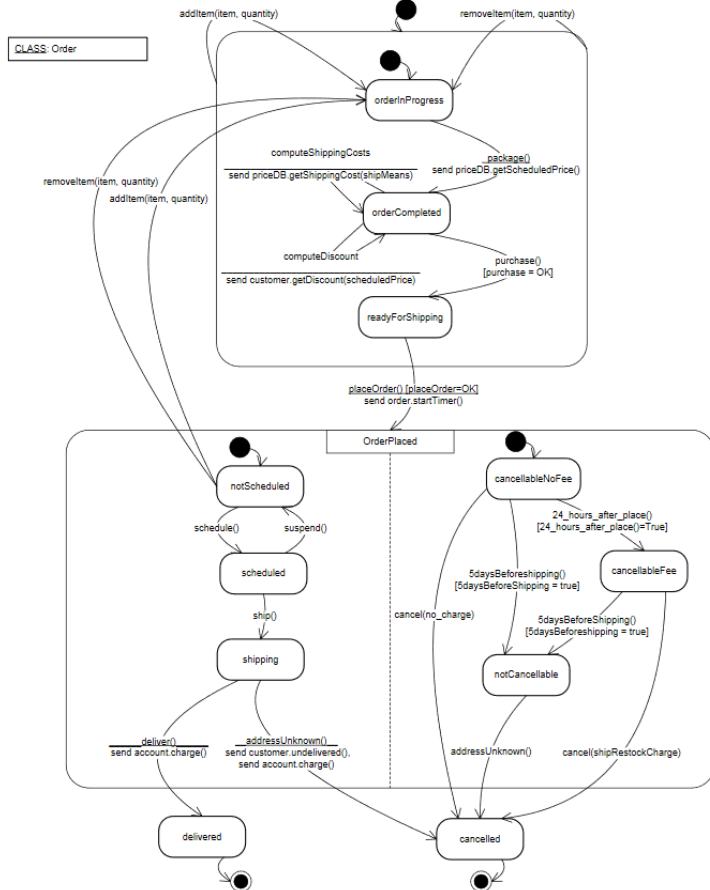 addItem(item, quantity)
removeItem(item, quantity)
CLASS: Order
orderInProgress
computeShippingCosts
send priceDB.getShippingCost(shipMeans)
package()
send priceDB.getScheduledPrice()
removeItem(item, quantity)
addItem(item, quantity)
orderCompleted
computeDiscount
send customer.getDiscount(scheduledPrice)
purchase()
[purchase = OK]
readyForShipping
placeOrder() [placeOrder=OK]
send order.startTimer()
OrderPlaced
notScheduled
cancellableNoFee
schedule()
suspend()
24_hours_after_place()
[24_hours_after_place()=True]
scheduled
5daysBeforeshipping()
[5daysBeforeShipping = true]
cancellableFee
ship()
cancel(no_charge)
5daysBeforeShipping()
[5daysBeforeshipping = true]
shipping
notCancellable
deliver()
send account.charge()
addressUnknown()
send customer.undelivered(),
send account.charge()
addressUnknown()
cancel(shipRestockCharge)
delivered
cancelled